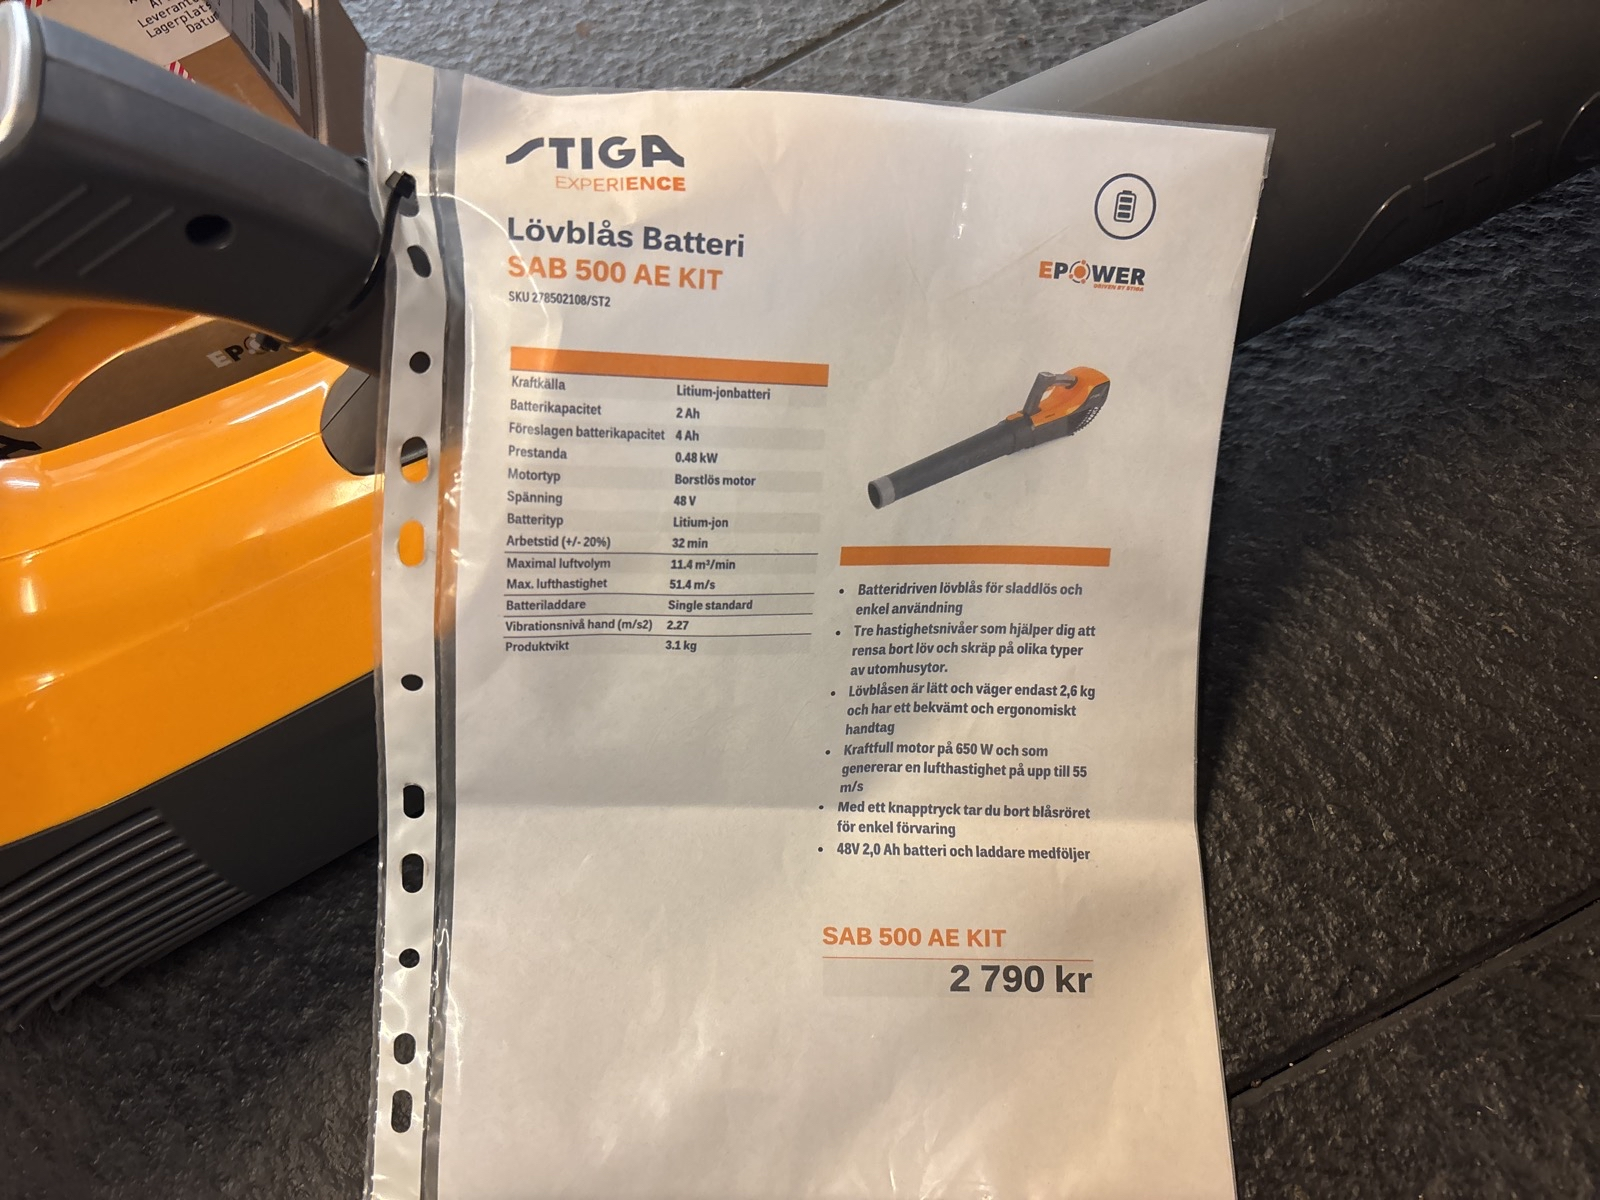 Leverant
Lagerplats
Datu
STIGA
EXPERIENCE
Lövblås Batteri
SAB 500 AE KIT
SKU 278502108/ST2
EPOWER
DRIVEN BY STIGA
Kraftkälla Litium-jonbatteri
Batterikapacitet 2 Ah
Föreslagen batterikapacitet 4 Ah
Prestanda 0.48 kW
Motortyp Borstlös motor
Spänning 48 V
Batterityp Litium-jon
Arbetstid (+/- 20%) 32 min
Maximal luftvolym 11.4 m³/min
Max. lufthastighet 51.4 m/s
Batteriladdare Single standard
Vibrationsnivå hand (m/s2) 2.27
Produktvikt 3.1 kg
• Batteridriven lövblås för sladdlös och
enkel användning
• Tre hastighetsnivåer som hjälper dig att
rensa bort löv och skräp på olika typer
av utomhusytor.
• Lövblåsen är lätt och väger endast 2,6 kg
och har ett bekvämt och ergonomiskt
handtag
• Kraftfull motor på 650 W och som
genererar en lufthastighet på upp till 55
m/s
• Med ett knapptryck tar du bort blåsröret
för enkel förvaring
• 48V 2,0 Ah batteri och laddare medföljer
SAB 500 AE KIT
2 790 kr